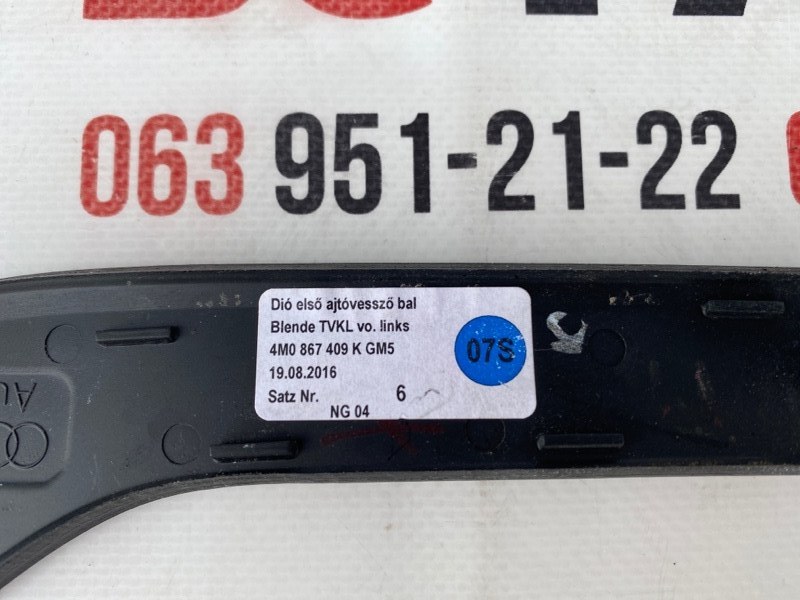 063 951-21-22
Dió első ajtóvessző bal
Blende TVKL vo. links
4M0 867 409 K GM5
07S
19.08.2016
Satz Nr. 6
NG 04